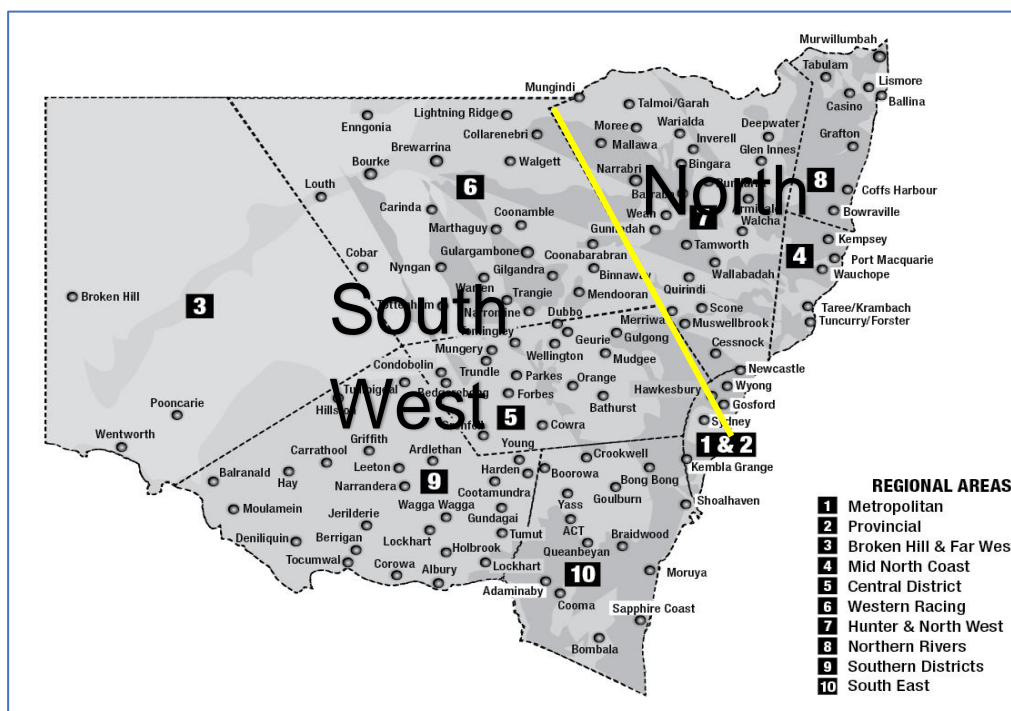 Murwillumbah
Tabulam
Mungindi
Lismore
Talmoi/Garah
Casino
Ballina
Lightning Ridge
Enngonia
Moree
Warialda
Deepwater
Collarenebri
Inverell
Grafton
Mallawa
Glen Innes
Brewarrina
Walgett
Bingara
Bourke
Narrabri
North
6
8
Louth
Coffs Harbour
Carinda
Coonamble
Bowraville
7
Walcha
Marthaguy
Gunnedah
Kempsey
Gulargambone
Tamworth
Cobar
Coonabarabran
4
Port Macquarie
Nyngan
Gilgandra
Binnaway
Wallabadah
Wauchope
Quirindi
Broken Hill
3
South
Trangie
Mendooran
Scone
Taree/Krambach
Dubbo
Merriwa
Muswellbrook
Tuncurry/Forster
Geurie
Gulgong
Mungery
Wellington
Mudgee
Cessnock
Condobolin
Trundle
Newcastle
West
Parkes
Orange
Hawkesbury
Wyong
Forbes
Gosford
Pooncarie
Bathurst
5
Sydney
Cowra
Wentworth
Young
1 & 2
Griffith
Crookwell
Kembla Grange
Carrathool
Ardlethan
Harden
Boorowa
Bong Bong
Balranald
Hay
Leeton
9
Narrandera
Cootamundra
Goulburn
REGIONAL AREAS
Yass
Shoalhaven
1 Metropolitan
Moulamein
Wagga Wagga
Gundagai
ACT
2 Provincial
Jerilderie
Braidwood
Deniliquin
Berrigan
Lockhart
Tumut
3 Broken Hill & Far West
Queanbeyan
Holbrook
4 Mid North Coast
Tocumwal
Corowa
Lockhart
10
Moruya
Albury
5 Central District
Adaminaby
6 Western Racing
Cooma
Sapphire Coast
7 Hunter & North West
8 Northern Rivers
Bombala
9 Southern Districts
10 South East